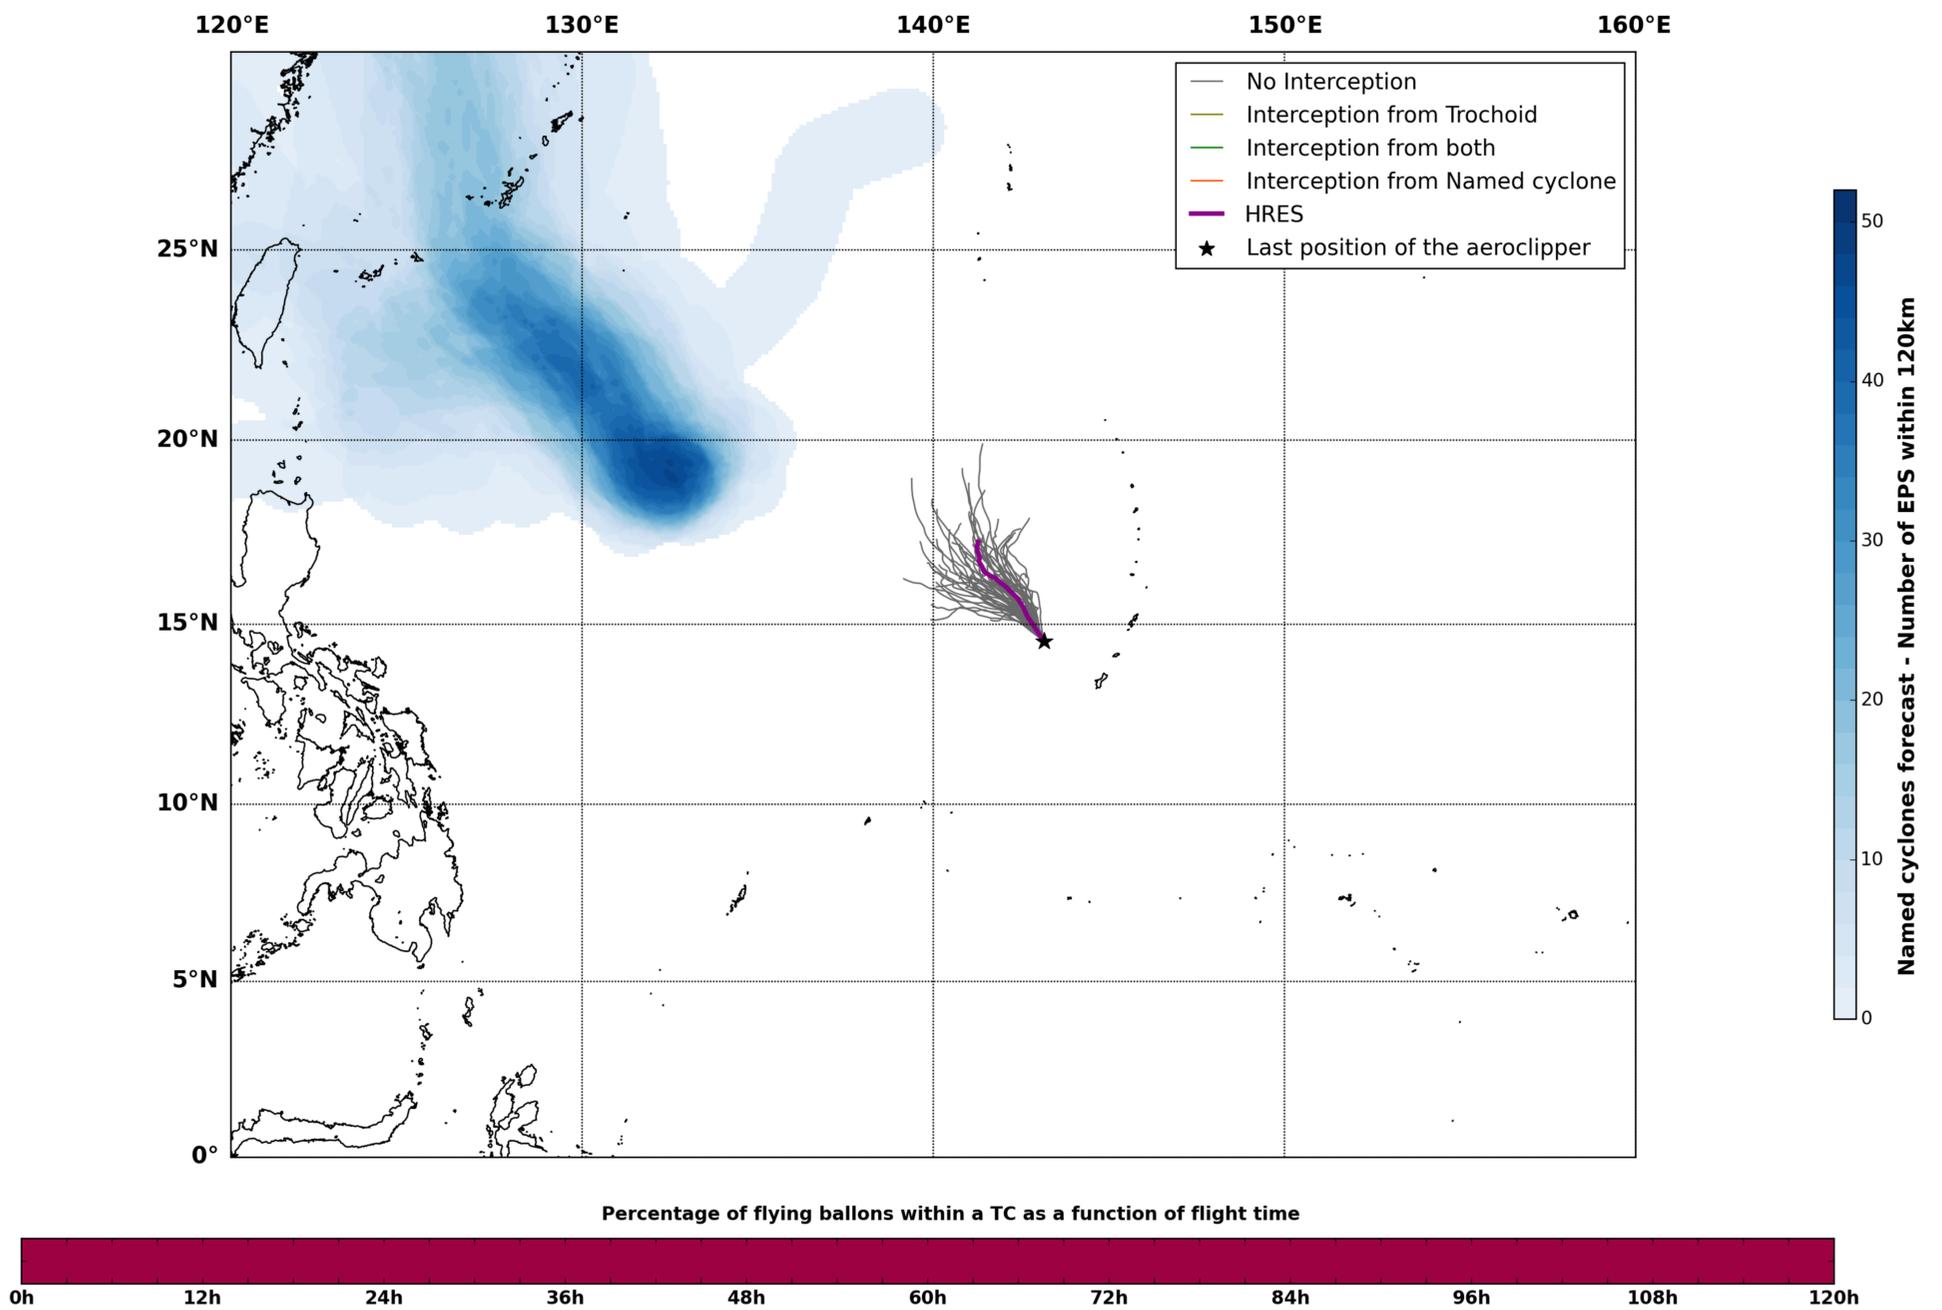 120°E 130°E 140°E 150°E 160°E
No Interception
Interception from Trochoid
Interception from both
Interception from Named cyclone
HRES
Last position of the aeroclipper
25°N
20°N
15°N
10°N
5°N
0°
50
40
30
20
10
0
Named cyclones forecast - Number of EPS within 120km
Percentage of flying ballons within a TC as a function of flight time
0h 12h 24h 36h 48h 60h 72h 84h 96h 108h 120h